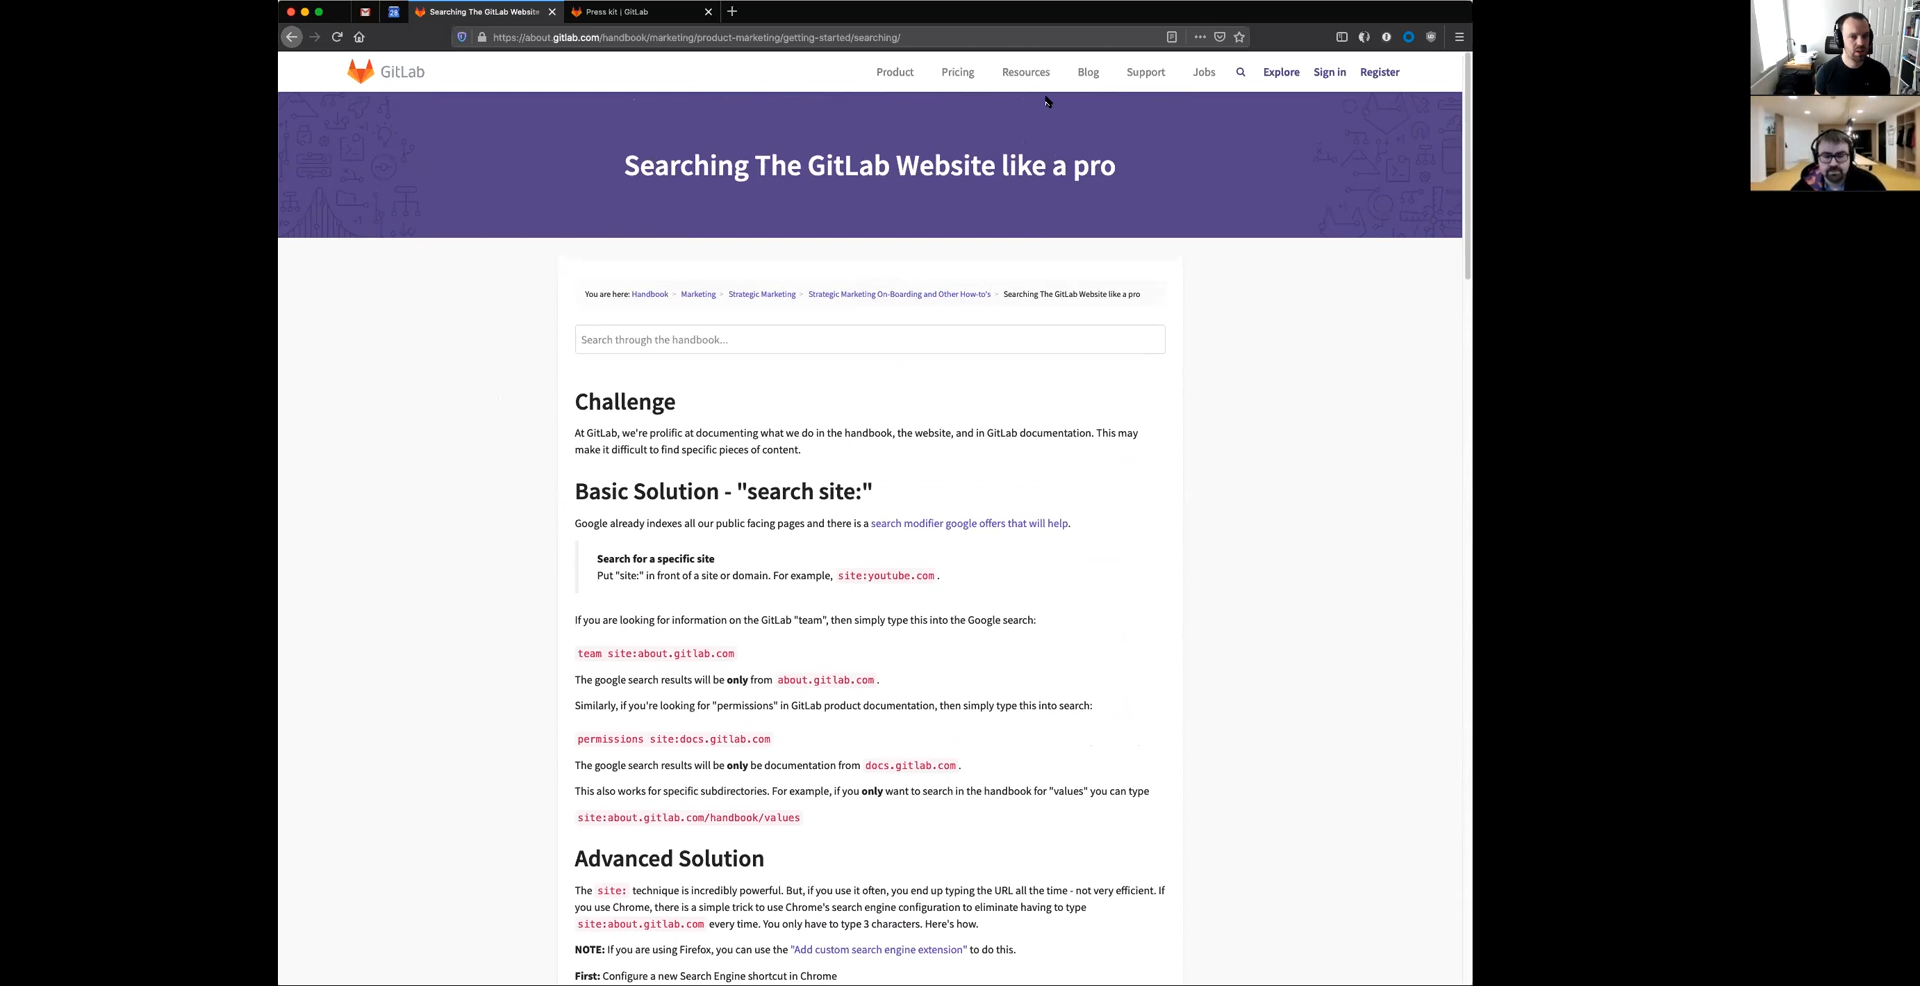 Searching The GitLab Website
Press kit | GitLab
https://about.gitlab.com/handbook/marketing/product-marketing/getting-started/searching/
GitLab
Product
Pricing
Resources
Blog
Support
Jobs
Explore
Sign in
Register
Searching The GitLab Website like a pro
You are here: Handbook > Marketing > Strategic Marketing > Strategic Marketing On-Boarding and Other How-to's > Searching The GitLab Website like a pro
Search through the handbook...
Challenge
At GitLab, we're prolific at documenting what we do in the handbook, the website, and in GitLab documentation. This may
make it difficult to find specific pieces of content.
Basic Solution - "search site:"
Google already indexes all our public facing pages and there is a search modifier google offers that will help.
Search for a specific site
Put "site:" in front of a site or domain. For example, site:youtube.com .
If you are looking for information on the GitLab "team", then simply type this into the Google search:
team site:about.gitlab.com
The google search results will be only from about.gitlab.com .
Similarly, if you're looking for "permissions" in GitLab product documentation, then simply type this into search:
permissions site:docs.gitlab.com
The google search results will be only be documentation from docs.gitlab.com .
This also works for specific subdirectories. For example, if you only want to search in the handbook for "values" you can type
site:about.gitlab.com/handbook/values
Advanced Solution
The site: technique is incredibly powerful. But, if you use it often, you end up typing the URL all the time - not very efficient. If
you use Chrome, there is a simple trick to use Chrome's search engine configuration to eliminate having to type
site:about.gitlab.com every time. You only have to type 3 characters. Here's how.
NOTE: If you are using Firefox, you can use the "Add custom search engine extension" to do this.
First: Configure a new Search Engine shortcut in Chrome